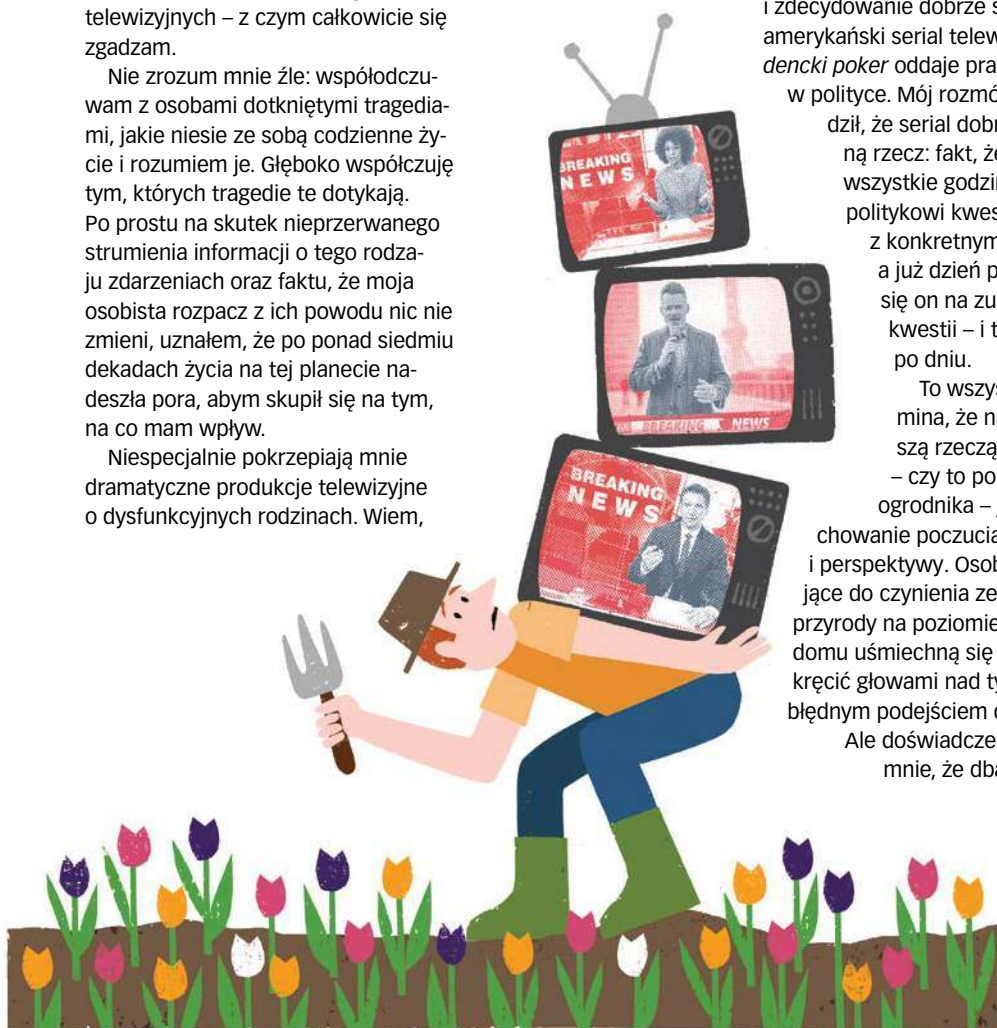 telewizyjnych – z czym całkowicie się
zgadzam.
Nie zrozum mnie źle: współodczu-
wam z osobami dotkniętymi tragedia-
mi, jakie niesie ze sobą codzienne ży-
cie i rozumiem je. Głęboko współczuję
tym, których tragedie te dotykają.
Po prostu na skutek nieprzerwanego
strumienia informacji o tego rodza-
ju zdarzeniach oraz faktu, że moja
osobista rozpacz z ich powodu nic nie
zmieni, uznałem, że po ponad siedmiu
dekadach życia na tej planecie na-
deszła pora, abym skupił się na tym,
na co mam wpływ.
Niespecjalnie pokrzepiają mnie
dramatyczne produkcje telewizyjne
o dysfunkcyjnych rodzinach. Wiem,
BREAKING
NEWS
BREAKING NEWS
BREAKING
NEWS
i zdecydowanie dobrze s
amerykański serial telew
dencki poker oddaje pra
w polityce. Mój rozmó
dził, że serial dobr
ną rzecz: fakt, że
wszystkie godzin
politykowi kwes
z konkretnym
a już dzień p
się on na zu
kwestii – i t
po dniu.
To wszys
mina, że na
szą rzeczą
– czy to po
ogrodnika –
chowanie poczucia
i perspektywy. Osob
jące do czynienia ze
przyrody na poziomie
domu uśmiechną się
kręcić głowami nad ty
błędnym podejściem d
Ale doświadcze
mnie, że dba